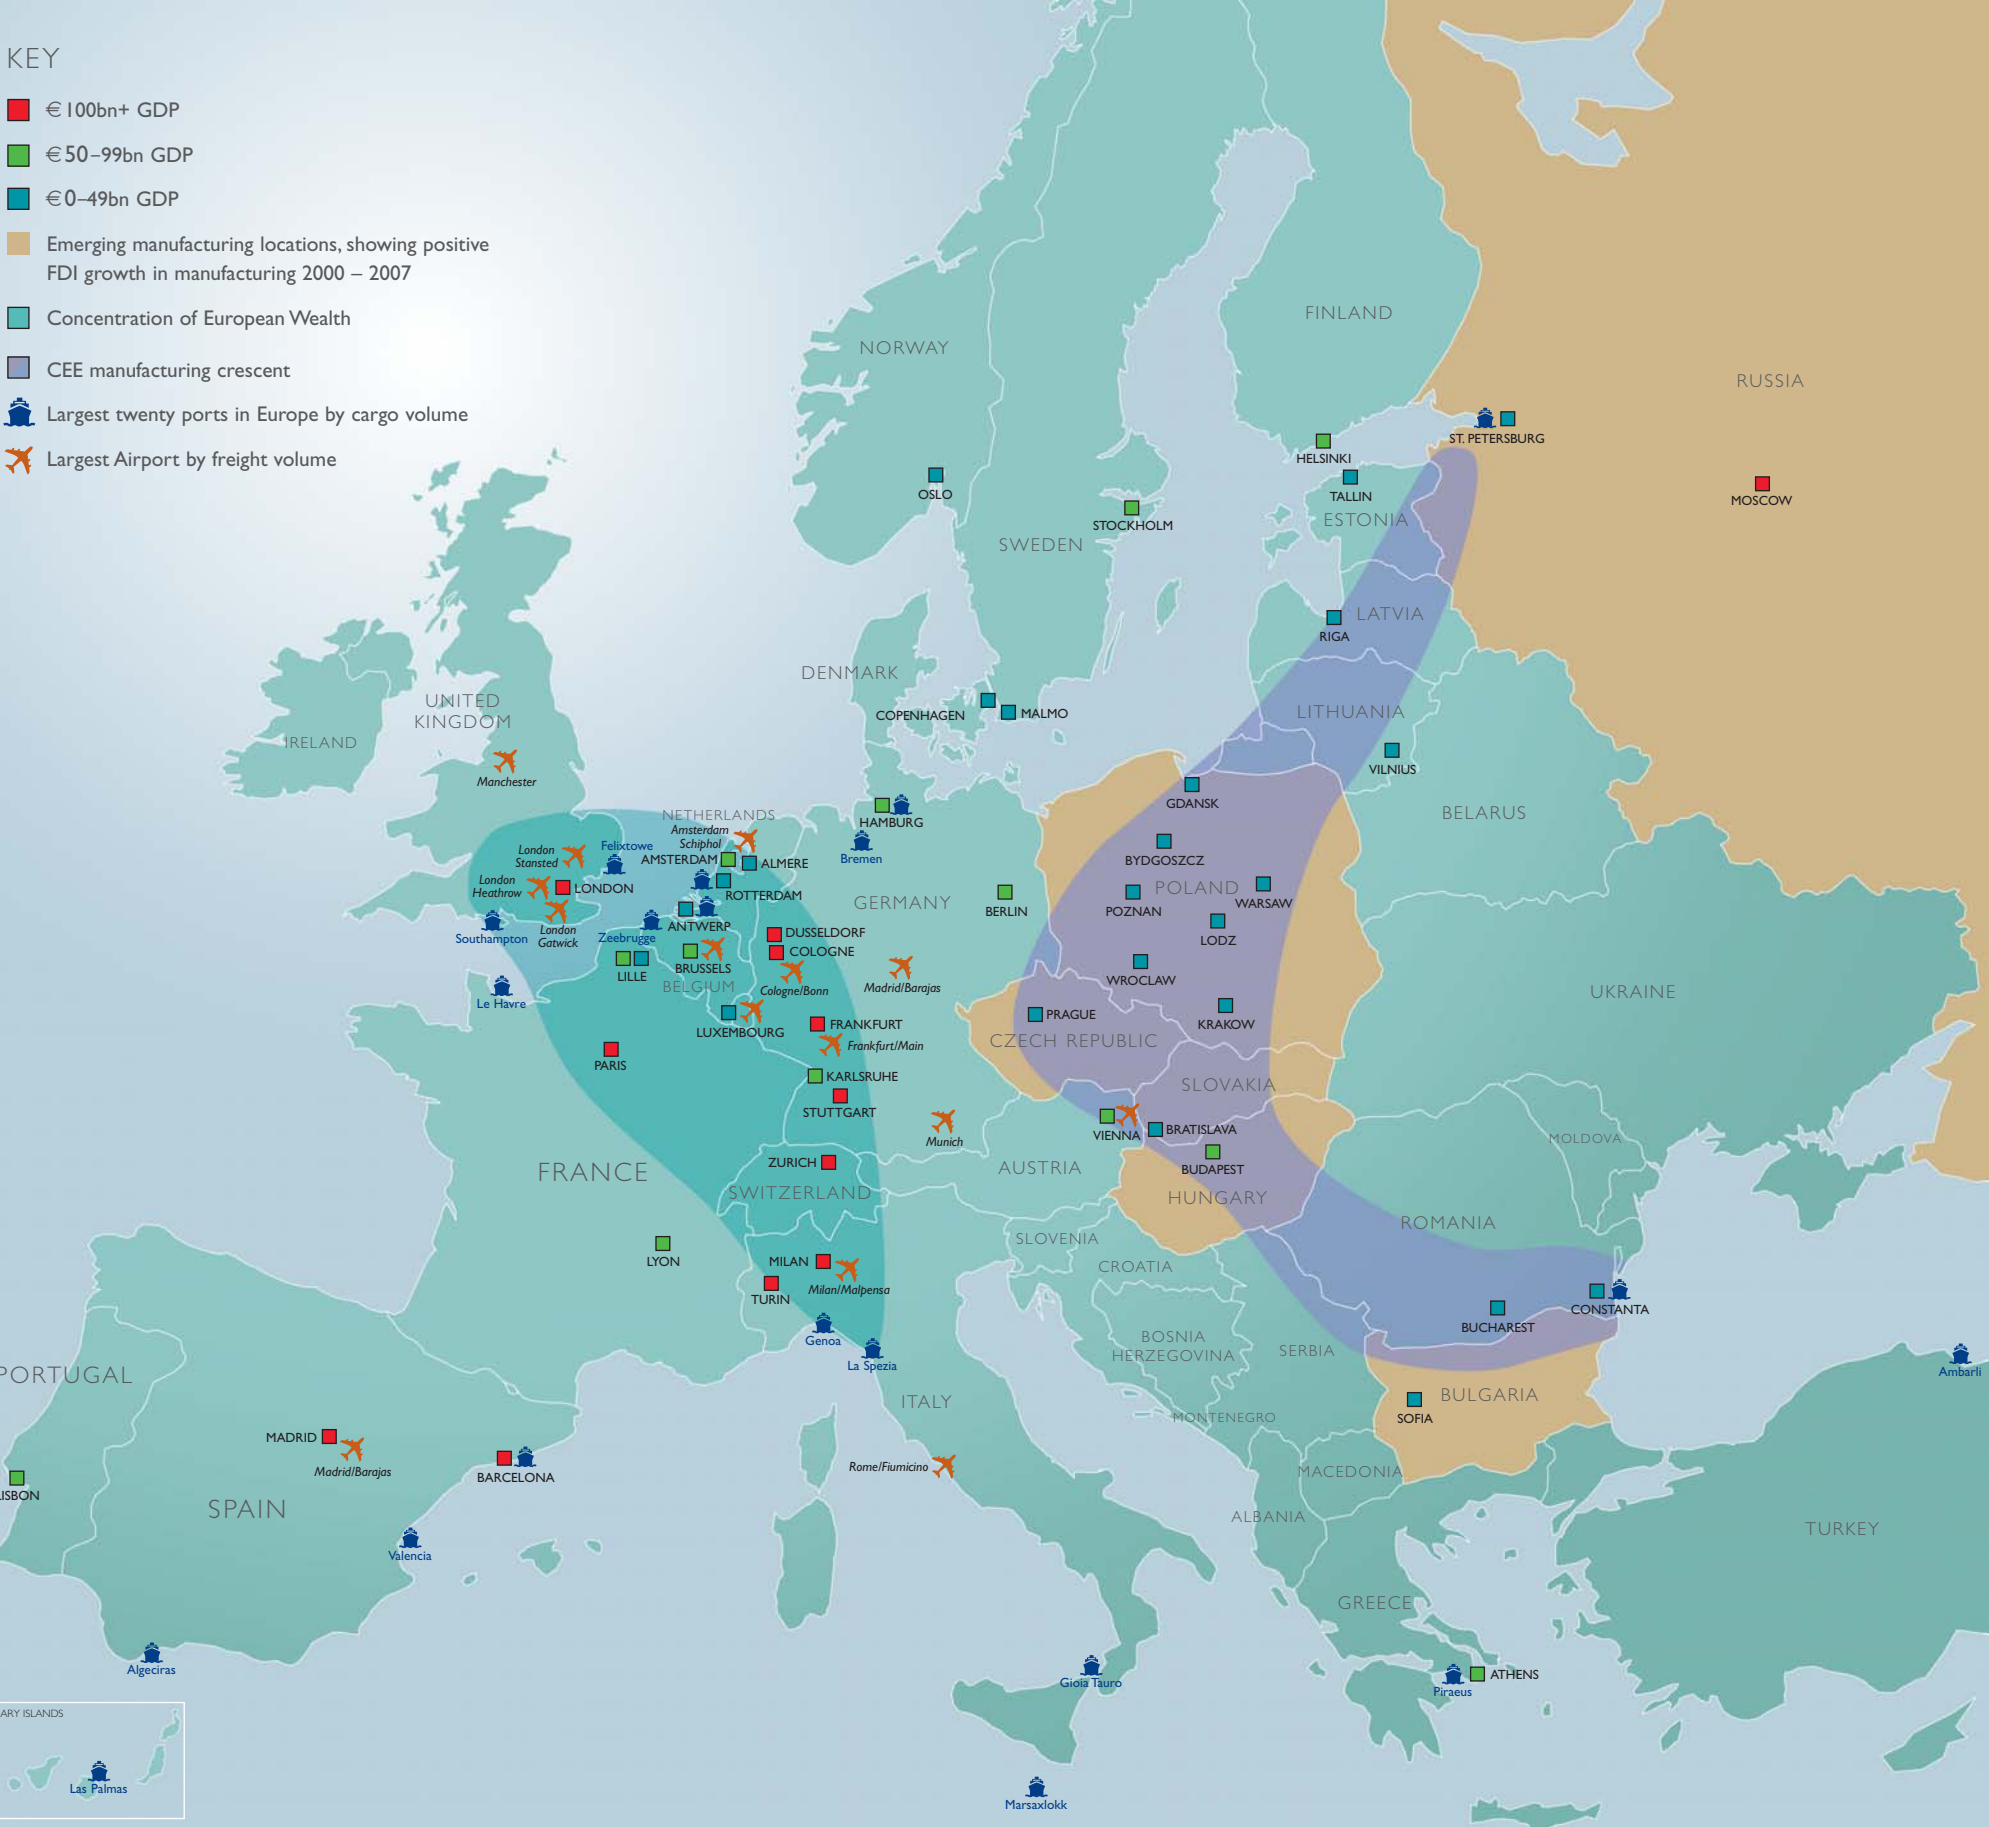 KEY
€100bn+ GDP
€50–99bn GDP
€0–49bn GDP
Emerging manufacturing locations, showing positive
FDI growth in manufacturing 2000 – 2007
Concentration of European Wealth
CEE manufacturing crescent
Largest twenty ports in Europe by cargo volume
Largest Airport by freight volume
FINLAND
NORWAY
RUSSIA
ST. PETERSBURG
HELSINKI
OSLO
TALLIN
MOSCOW
ESTONIA
STOCKHOLM
SWEDEN
LATVIA
RIGA
DENMARK
UNITED
KINGDOM
LITHUANIA
COPENHAGEN
MALMO
IRELAND
VILNIUS
Manchester
GDANSK
NETHERLANDS
BELARUS
HAMBURG
Amsterdam
Schiphol
Felixtowe
London
Stansted
AMSTERDAM
ALMERE
Bremen
BYDGOSZCZ
London
Heathrow
LONDON
ROTTERDAM
GERMANY
BERLIN
POLAND
POZNAN
WARSAW
Southampton
London
Gatwick
Zeebrugge
ANTWERP
DUSSELDORF
LODZ
COLOGNE
LILLE
BRUSSELS
BELGIUM
Cologne/Bonn
Madrid/Barajas
WROCLAW
UKRAINE
Le Havre
LUXEMBOURG
FRANKFURT
PRAGUE
KRAKOW
CZECH REPUBLIC
Frankfurt/Main
PARIS
KARLSRUHE
SLOVAKIA
STUTTGART
Munich
VIENNA
BRATISLAVA
MOLDOVA
ZURICH
FRANCE
AUSTRIA
BUDAPEST
SWITZERLAND
HUNGARY
ROMANIA
SLOVENIA
LYON
MILAN
CROATIA
Milan/Malpensa
TURIN
CONSTANTA
BUCHAREST
Genoa
BOSNIA
HERZEGOVINA
SERBIA
La Spezia
Ambarli
PORTUGAL
ITALY
BULGARIA
SOFIA
MONTENEGRO
MADRID
Madrid/Barajas
BARCELONA
Rome/Fiumicino
MACEDONIA
ISBON
SPAIN
ALBANIA
TURKEY
Valencia
GREECE
Algeciras
Gioia Tauro
Piraeus
ATHENS
ARY ISLANDS
Las Palmas
Marsaxlokk